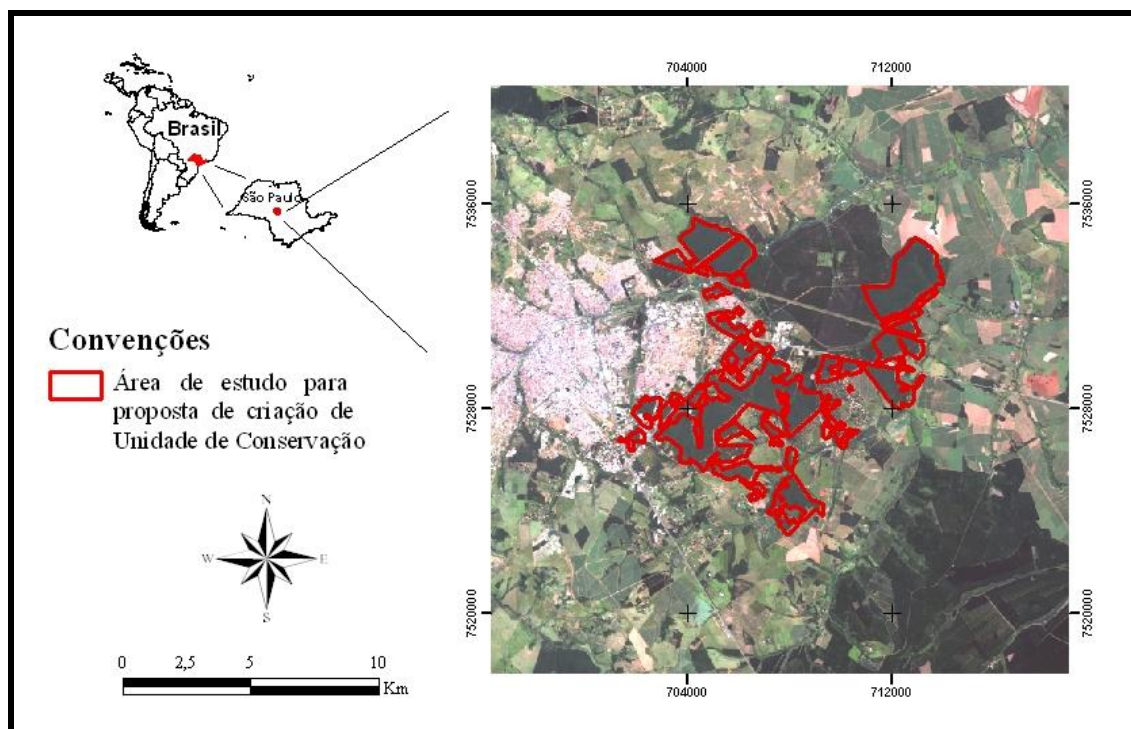 Brasil
São Paulo
Convenções
Área de estudo para
proposta de criação de
Unidade de Conservação
N
W
E
S
0 2,5 5 10
Km
704000 712000
7536000 7536000
7528000 7528000
7520000 7520000
704000 712000